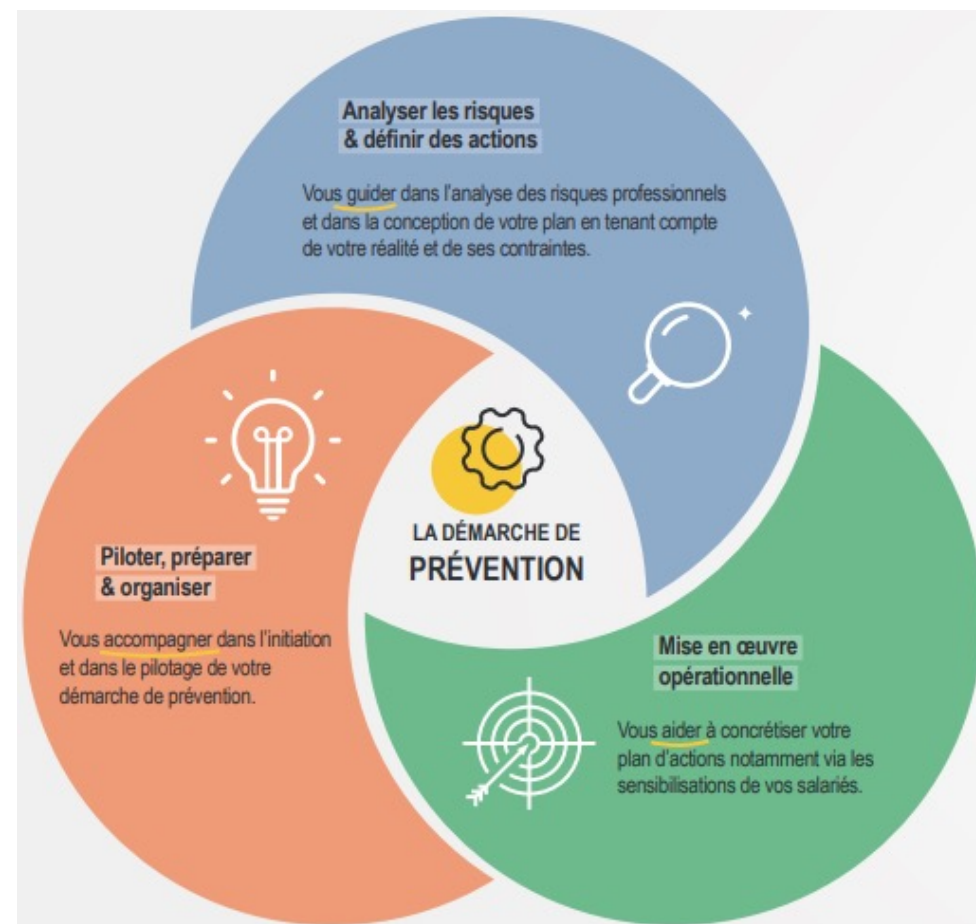 Analyser les risques
& définir des actions
Vous guider dans l'analyse des risques professionnels
et dans la conception de votre plan en tenant compte
de votre réalité et de ses contraintes.
LA DÉMARCHE DE
PRÉVENTION
Piloter, préparer
& organiser
Vous accompagner dans l'initiation
et dans le pilotage de votre
démarche de prévention.
Mise en œuvre
opérationnelle
Vous aider à concrétiser votre
plan d'actions notamment via les
sensibilisations de vos salariés.